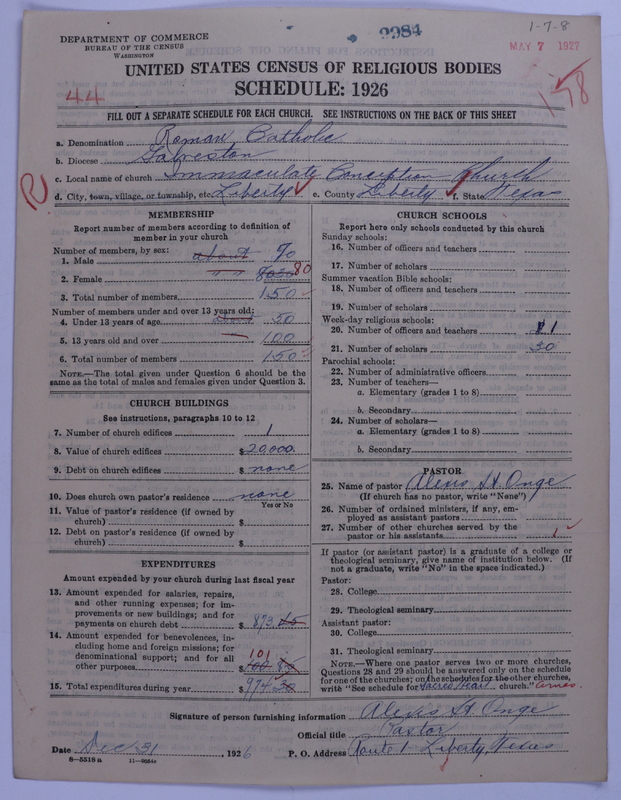 9984
1-7-8
MAY 7 1927
DEPARTMENT OF COMMERCE
BUREAU OF THE CENSUS
WASHINGTON
UNITED STATES CENSUS OF RELIGIOUS BODIES
SCHEDULE: 1926
44
FILL OUT A SEPARATE SCHEDULE FOR EACH CHURCH. SEE INSTRUCTIONS ON THE BACK OF THIS SHEET
a. Denomination Roman Catholic
b. Diocese Galveston
c. Local name of church Immaculate Conception Church
d. City, town, village, or township, etc. Liberty e. County Liberty f. State Texas
MEMBERSHIP
Report number of members according to definition of
member in your church
Number of members, by sex:
1. Male about 70
2. Female 80
3. Total number of members 150
Number of members under and over 13 years old:
4. Under 13 years of age 50
5. 13 years old and over 100
6. Total number of members 150
NOTE.—The total given under Question 6 should be the
same as the total of males and females given under Question 3.
CHURCH BUILDINGS
See instructions, paragraphs 10 to 12
7. Number of church edifices 1
8. Value of church edifices $20,000.
9. Debt on church edifices $ none
10. Does church own pastor's residence none
Yes or No
11. Value of pastor's residence (if owned by
church) $
12. Debt on pastor's residence (if owned by
church) $
EXPENDITURES
Amount expended by your church during last fiscal year
13. Amount expended for salaries, repairs,
and other running expenses; for im-
provements or new buildings; and for
payments on church debt $ 873.45
14. Amount expended for benevolences, in-
cluding home and foreign missions; for
denominational support; and for all 101
other purposes $ 100.85
15. Total expenditures during year $ 974.30
CHURCH SCHOOLS
Report here only schools conducted by this church
Sunday schools:
16. Number of officers and teachers
17. Number of scholars
Summer vacation Bible schools:
18. Number of officers and teachers
19. Number of scholars
Week-day religious schools:
20. Number of officers and teachers 1
21. Number of scholars 30
Parochial schools:
22. Number of administrative officers
23. Number of teachers—
a. Elementary (grades 1 to 8)
b. Secondary
24. Number of scholars—
a. Elementary (grades 1 to 8)
b. Secondary
PASTOR
25. Name of pastor Alexis St. Onge
(If church has no pastor, write "None")
26. Number of ordained ministers, if any, em-
ployed as assistant pastors
27. Number of other churches served by the
pastor or his assistants 1
If pastor (or assistant pastor) is a graduate of a college or
theological seminary, give name of institution below. (If
not a graduate, write "No" in the space indicated.)
Pastor:
28. College
29. Theological seminary
Assistant pastor:
30. College
31. Theological seminary
NOTE.—Where one pastor serves two or more churches,
Questions 28 and 29 should be answered only on the schedule
for one of the churches; on the schedules for the other churches,
write "See schedule for Sacred Heart church." Ames
Signature of person furnishing information Alexis St Onge
Official title Pastor
Date Dec 31, 1926 P. O. Address Route 1 Liberty, Texas
8-5518 a